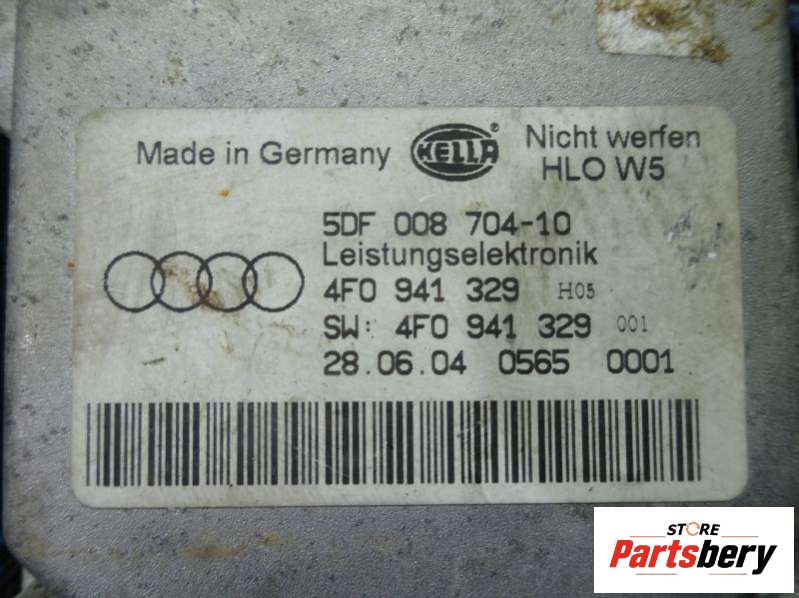 Made in Germany
HELLA®
Nicht werfen
HLO W5
5DF 008 704-10
Leistungselektronik
4F0 941 329 H05
SW: 4F0 941 329 001
28.06.04 0565 0001
STORE
Partsbery